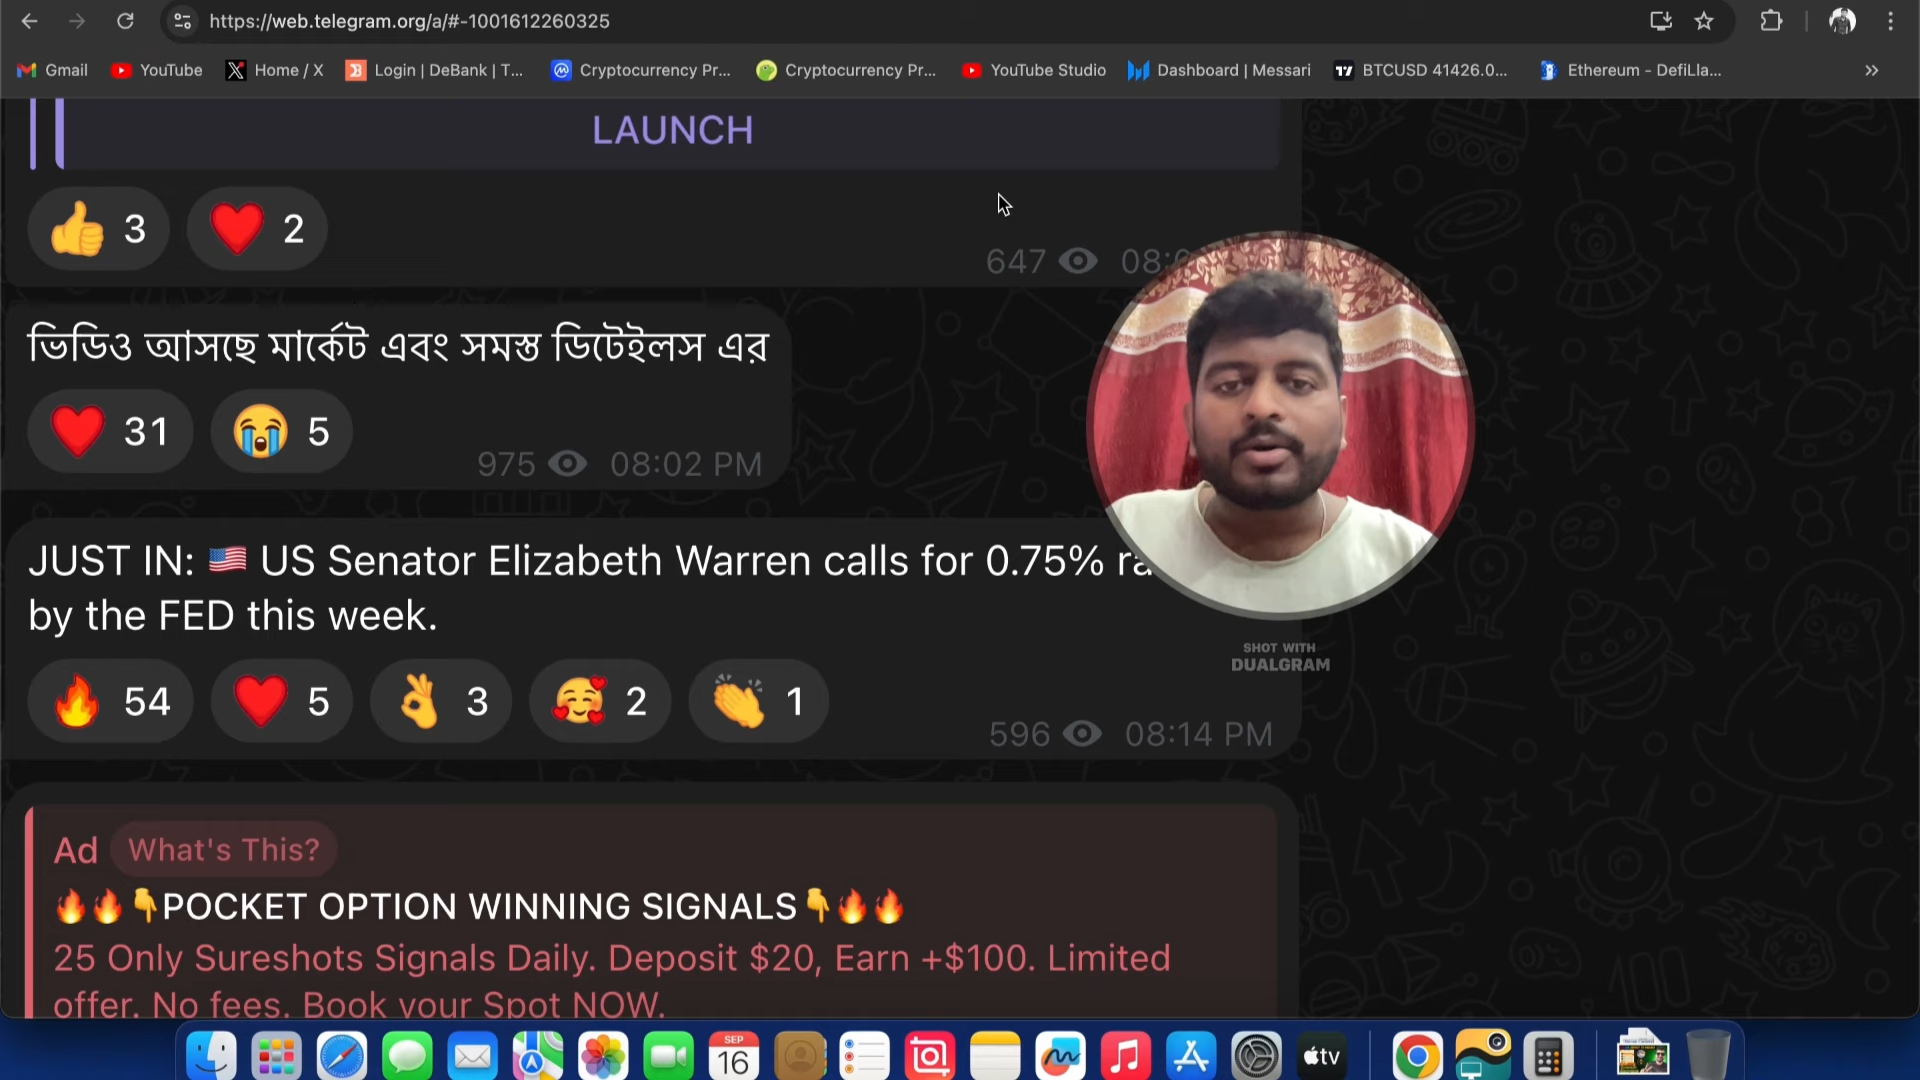 https://web.telegram.org/a/#-1001612260325
Gmail
YouTube
Home / X
Login | DeBank | T...
Cryptocurrency Pr...
Cryptocurrency Pr...
YouTube Studio
Dashboard | Messari
BTCUSD 41426.0...
Ethereum - DefiLla...
LAUNCH
3
2
647
ভিডিও আসছে মার্কেট এবং সমস্ত ডিটেইলস এর
31
5
975 08:02 PM
JUST IN: 🇺🇸 US Senator Elizabeth Warren calls for 0.75%
by the FED this week.
SHOT WITH
DUALGRAM
54
5
3
2
1
596 08:14 PM
Ad What's This?
🔥🔥👇POCKET OPTION WINNING SIGNALS👇🔥🔥
25 Only Sureshots Signals Daily. Deposit $20, Earn +$100. Limited
offer. No fees. Book your Spot NOW.
SEP
16
tv